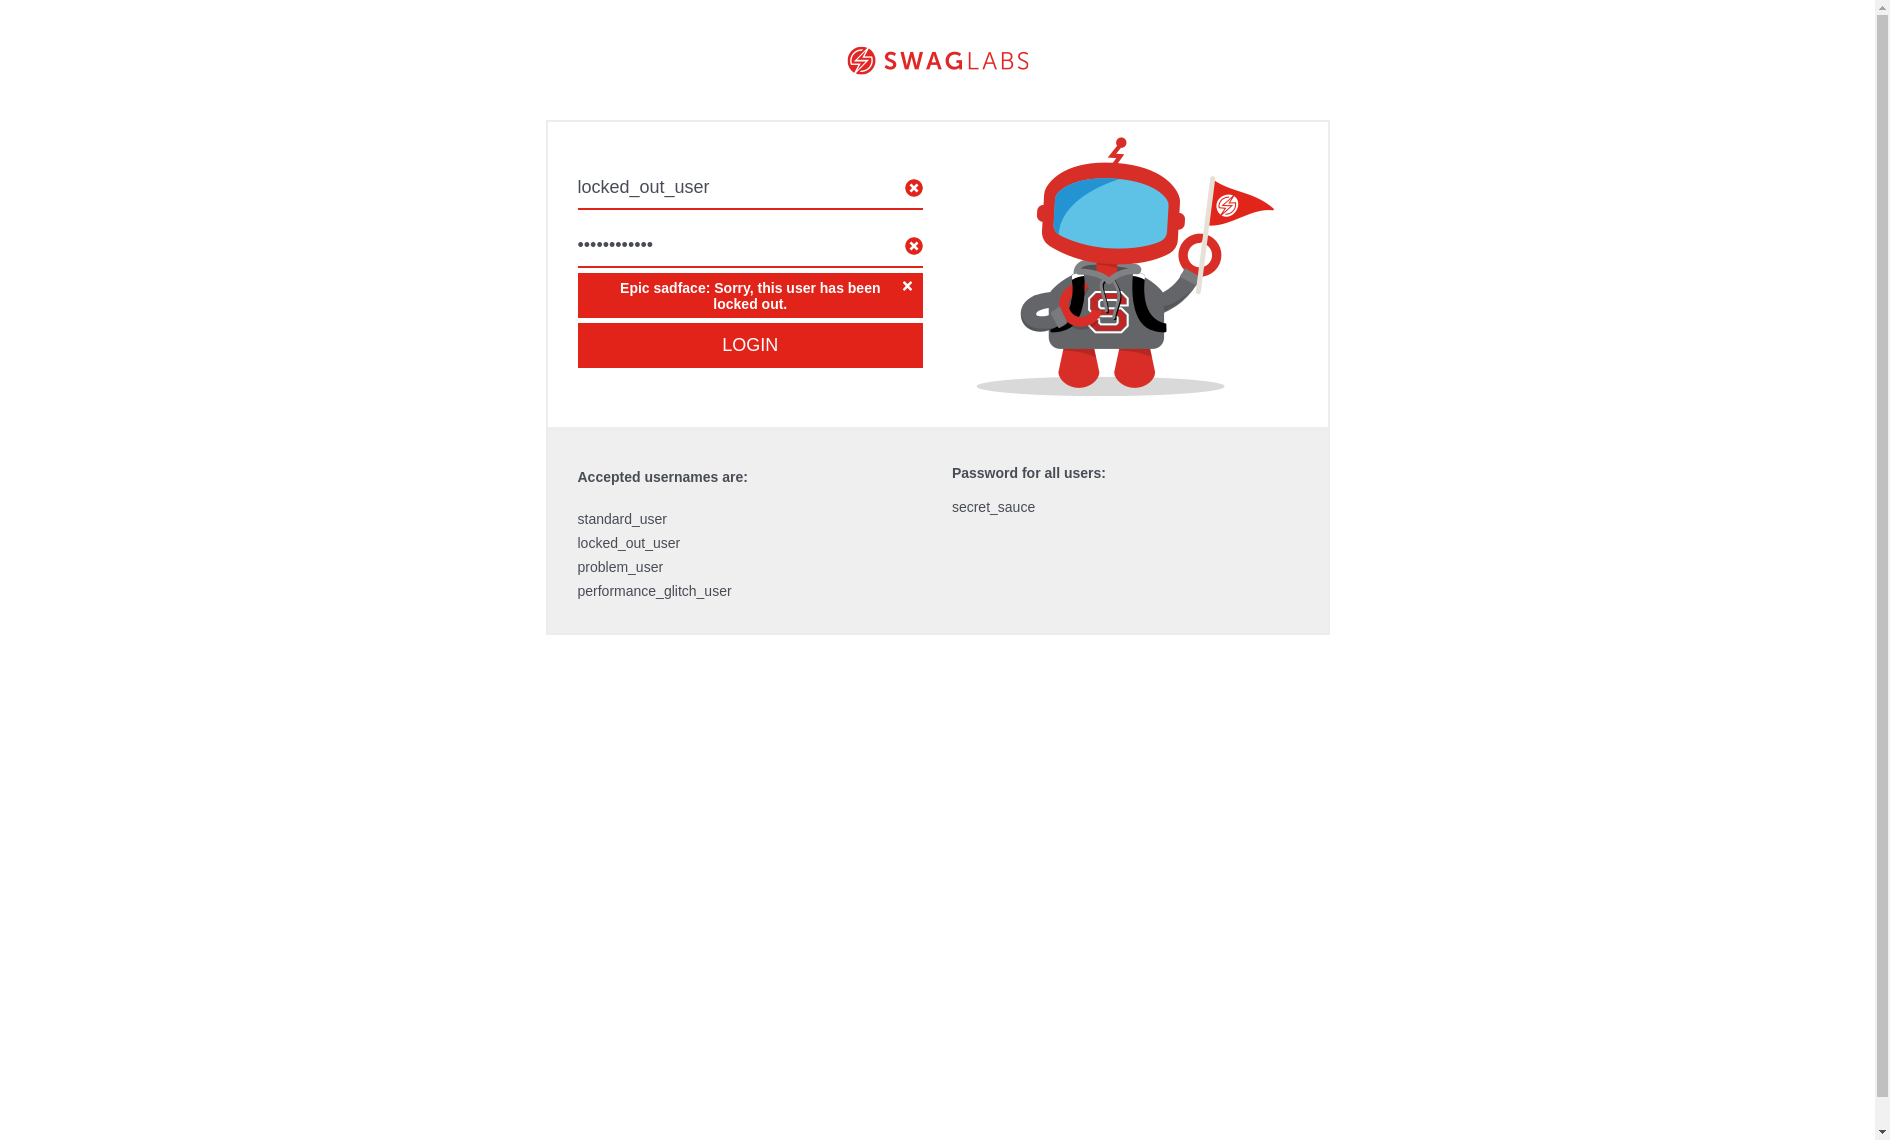 SWAGLABS
locked_out_user
••••••••••••
Epic sadface: Sorry, this user has been
locked out.
LOGIN
Accepted usernames are:
standard_user
locked_out_user
problem_user
performance_glitch_user
Password for all users:
secret_sauce